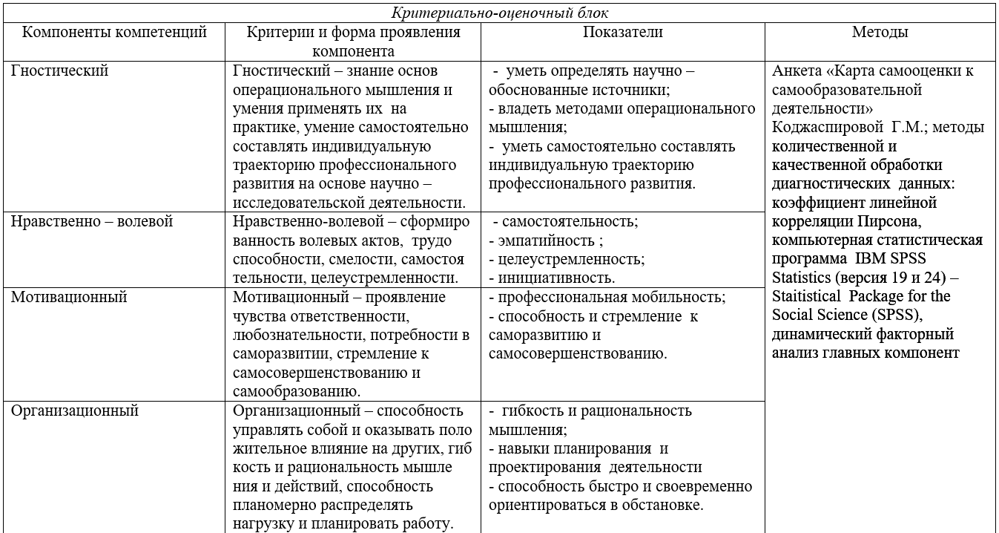 Критериально-оценочный блок
Компоненты компетенций
Критерии и форма проявления
компонента
Показатели
Методы
Гностический
Гностический – знание основ
операционального мышления и
умения применять их на
практике, умение самостоятельно
составлять индивидуальную
траекторию профессионального
развития на основе научно –
исследовательской деятельности.
- уметь определять научно –
обоснованные источники;
- владеть методами операционального
мышления;
- уметь самостоятельно составлять
индивидуальную траекторию
профессионального развития.
Анкета «Карта самооценки к
самообразовательной
деятельности»
Коджаспировой Г.М.; методы
количественной и
качественной обработки
диагностических данных:
коэффициент линейной
корреляции Пирсона,
компьютерная статистическая
программа IBM SPSS
Statistics (версия 19 и 24) –
Staitistical Package for the
Social Science (SPSS),
динамический факторный
анализ главных компонент
Нравственно – волевой
Нравственно-волевой – сформиро
ванность волевых актов, трудо
способности, смелости, самостоя
тельности, целеустремленности.
- самостоятельность;
- эмпатийность ;
- целеустремленность;
- инициативность.
Мотивационный
Мотивационный – проявление
чувства ответственности,
любознательности, потребности в
саморазвитии, стремление к
самосовершенствованию и
самообразованию.
- профессиональная мобильность;
- способность и стремление к
саморазвитию и
самосовершенствованию.
Организационный
Организационный – способность
управлять собой и оказывать поло
жительное влияние на других, гиб
кость и рациональность мышле
ния и действий, способность
планомерно распределять
нагрузку и планировать работу.
- гибкость и рациональность
мышления;
- навыки планирования и
проектирования деятельности
- способность быстро и своевременно
ориентироваться в обстановке.